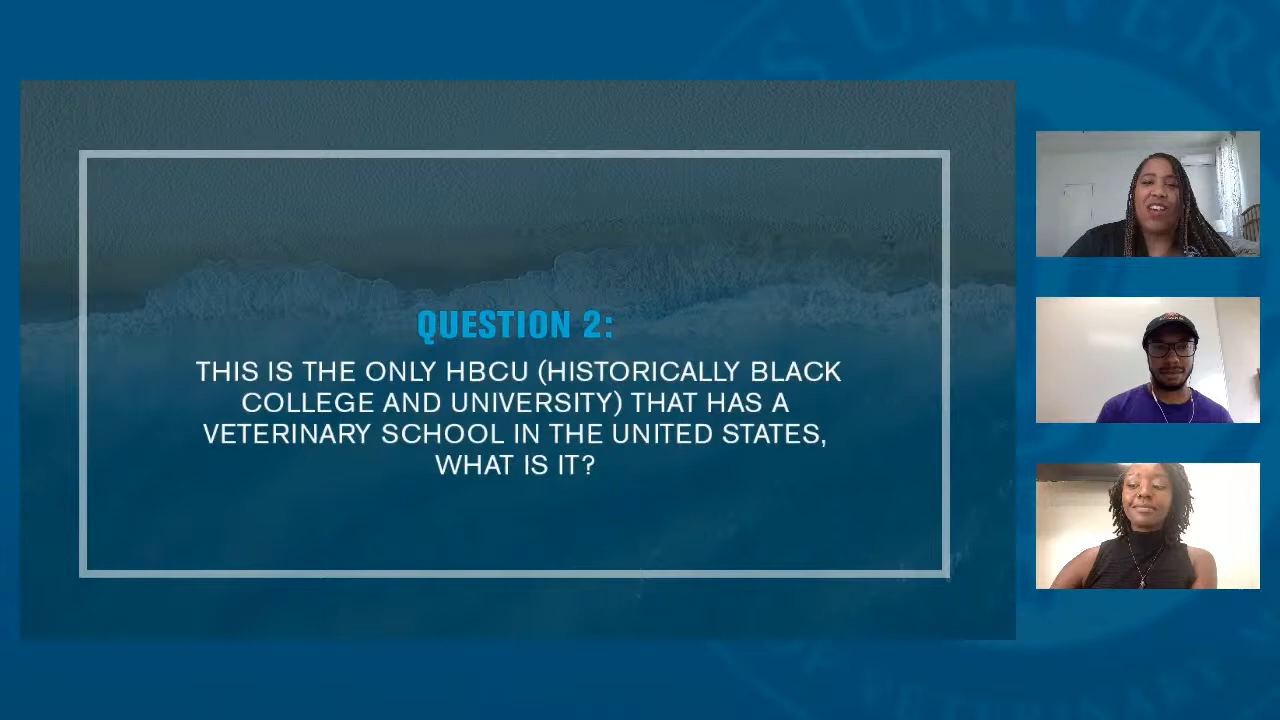 QUESTION 2:
THIS IS THE ONLY HBCU (HISTORICALLY BLACK
COLLEGE AND UNIVERSITY) THAT HAS A
VETERINARY SCHOOL IN THE UNITED STATES,
WHAT IS IT?